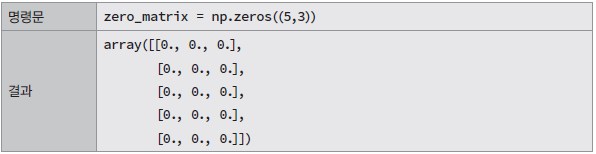 명령문 zero_matrix = np.zeros((5,3))
array([[0., 0., 0.],
[0., 0., 0.],
결과 [0., 0., 0.],
[0., 0., 0.],
[0., 0., 0.]])